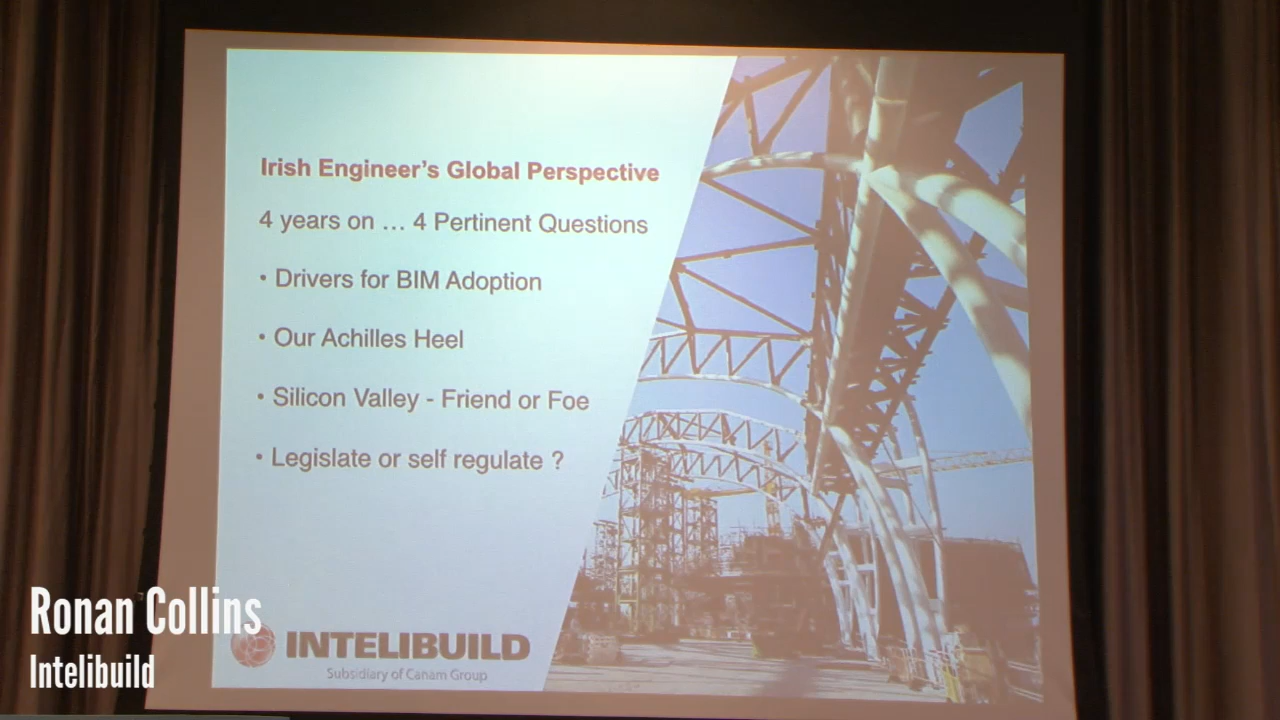 Irish Engineer's Global Perspective
4 years on ... 4 Pertinent Questions
• Drivers for BIM Adoption
• Our Achilles Heel
• Silicon Valley - Friend or Foe
• Legislate or self regulate ?
INTELIBUILD
Subsidiary of Canam Group
Ronan Collins
Intelibuild